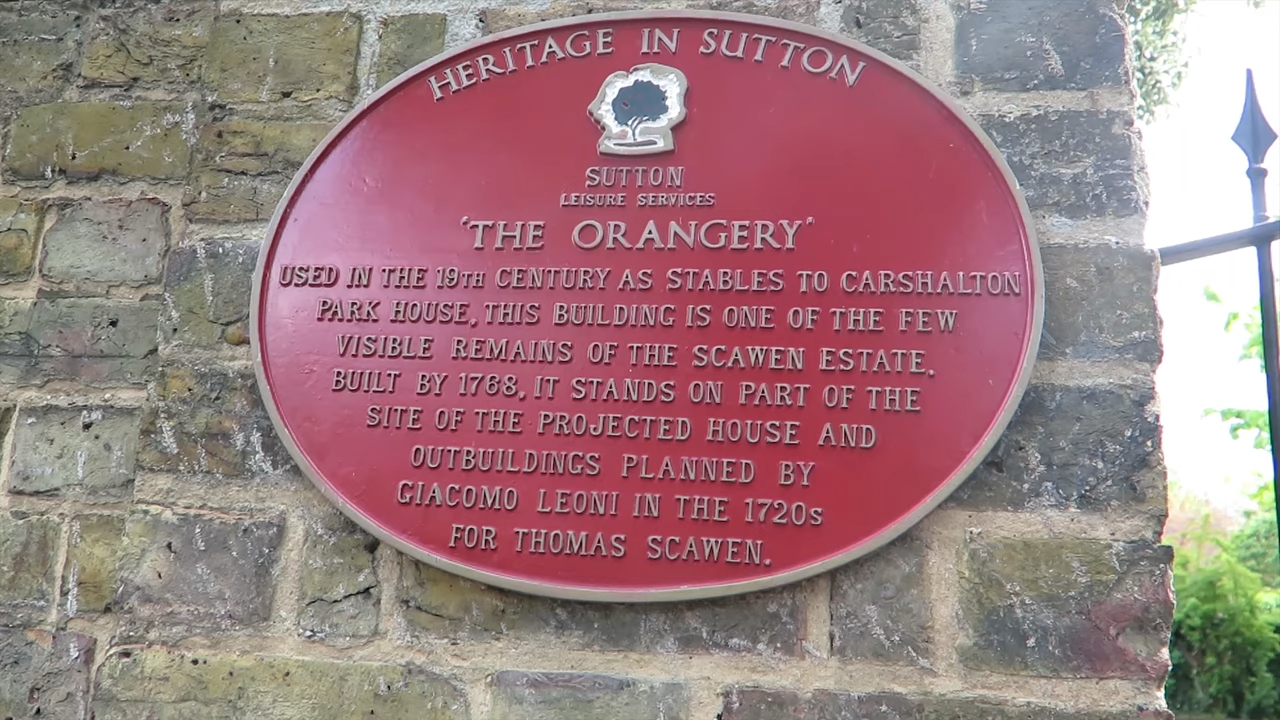 HERITAGE IN SUTTON
SUTTON
LEISURE SERVICES
'THE ORANGERY'
USED IN THE 19TH CENTURY AS STABLES TO CARSHALTON
PARK HOUSE, THIS BUILDING IS ONE OF THE FEW
VISIBLE REMAINS OF THE SCAWEN ESTATE.
BUILT BY 1768, IT STANDS ON PART OF THE
SITE OF THE PROJECTED HOUSE AND
OUTBUILDINGS PLANNED BY
GIACOMO LEONI IN THE 1720s
FOR THOMAS SCAWEN.